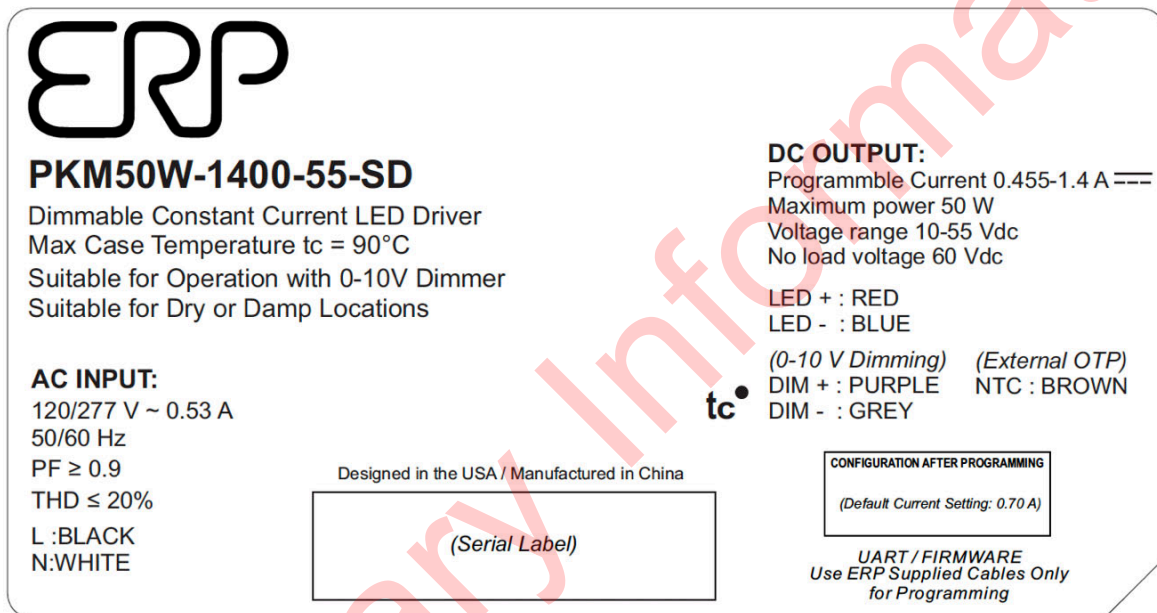 ERP
PKM50W-1400-55-SD
Dimmable Constant Current LED Driver
Max Case Temperature tc = 90°C
Suitable for Operation with 0-10V Dimmer
Suitable for Dry or Damp Locations
AC INPUT:
120/277 V ~ 0.53 A
50/60 Hz
PF ≥ 0.9
THD ≤ 20%
L :BLACK
N:WHITE
Designed in the USA / Manufactured in China
(Serial Label)
DC OUTPUT:
Programmble Current 0.455-1.4 A
Maximum power 50 W
Voltage range 10-55 Vdc
No load voltage 60 Vdc
LED + : RED
LED - : BLUE
(0-10 V Dimming) (External OTP)
DIM + : PURPLE NTC : BROWN
DIM - : GREY
tc
CONFIGURATION AFTER PROGRAMMING
(Default Current Setting: 0.70 A)
UART / FIRMWARE
Use ERP Supplied Cables Only
for Programming
ary Informa